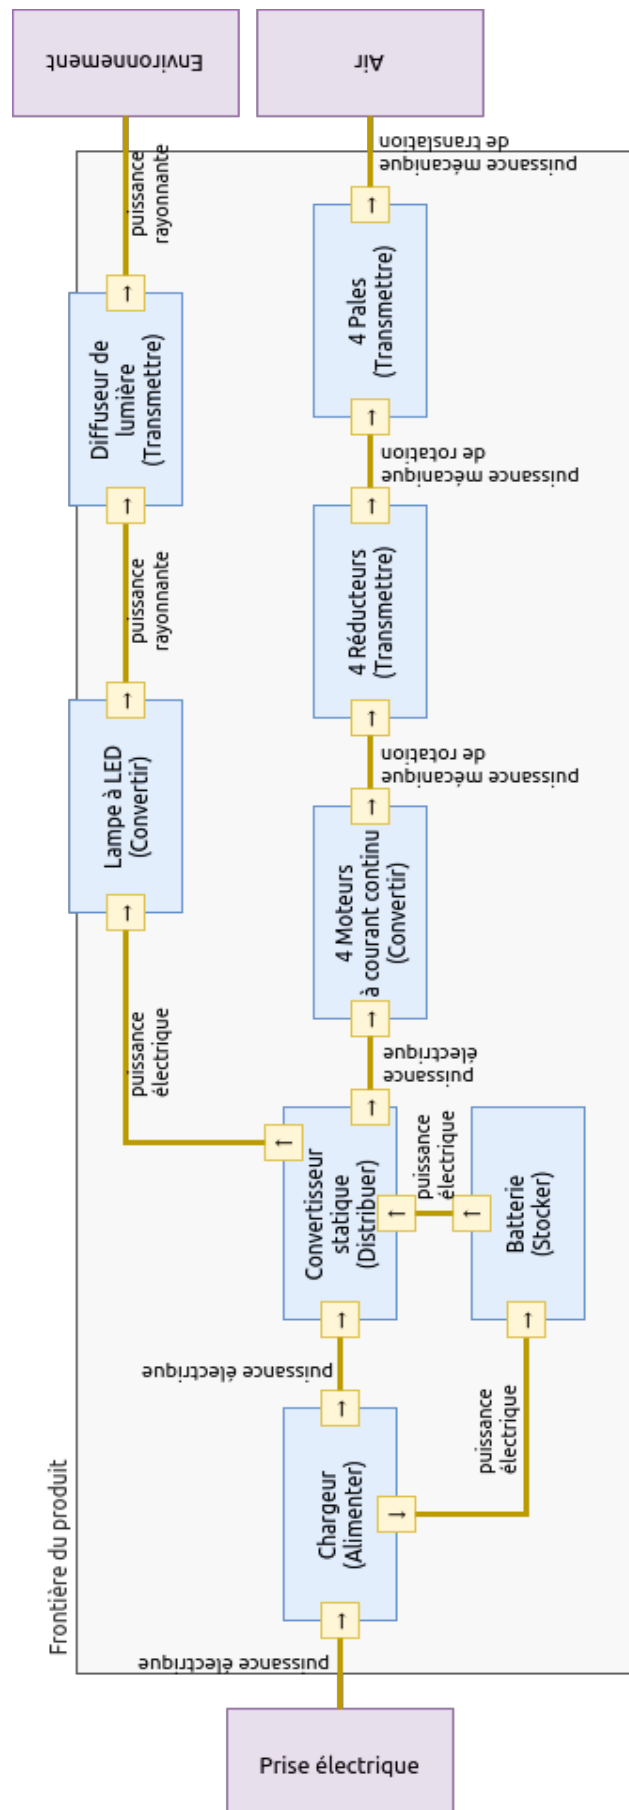 Environnement
Air
puissance
rayonnante
puissance mécanique
de translation
Diffuseur de
lumière
(Transmettre)
4 Pales
(Transmettre)
puissance
rayonnante
puissance mécanique
de rotation
Lampe à LED
(Convertir)
4 Réducteurs
(Transmettre)
puissance mécanique
de rotation
puissance
électrique
4 Moteurs
à courant continu
(Convertir)
puissance
électrique
Convertisseur
statique
(Distribuer)
puissance
électrique
Batterie
(Stocker)
puissance électrique
puissance
électrique
Frontière du produit
Chargeur
(Alimenter)
puissance électrique
Prise électrique